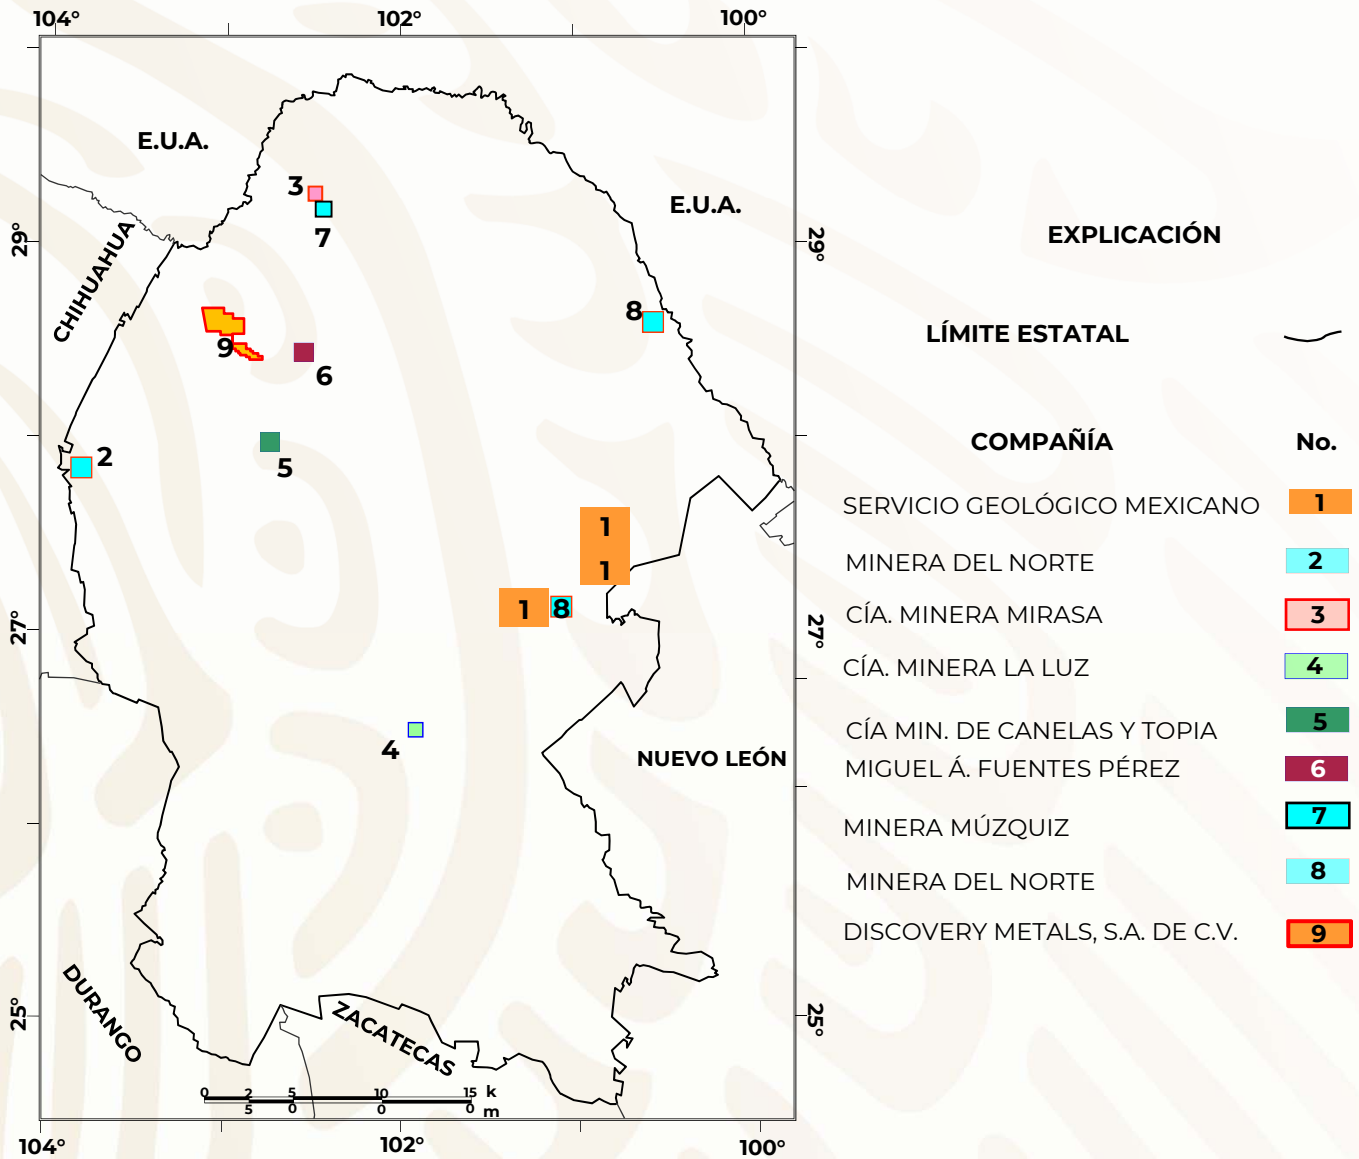 104°
102°
100°
E.U.A.
3
E.U.A.
7
29°
29°
CHIHUAHUA
8
9
6
2
5
1
1
1
8
27°
27°
4
NUEVO LEÓN
25°
25°
DURANGO
ZACATECAS
0 2 5 10 15 k
5 0 0 0 m
104°
102°
100°
EXPLICACIÓN
LÍMITE ESTATAL
COMPAÑÍA No.
SERVICIO GEOLÓGICO MEXICANO 1
MINERA DEL NORTE 2
CÍA. MINERA MIRASA 3
CÍA. MINERA LA LUZ 4
CÍA MIN. DE CANELAS Y TOPIA 5
MIGUEL Á. FUENTES PÉREZ 6
MINERA MÚZQUIZ 7
MINERA DEL NORTE 8
DISCOVERY METALS, S.A. DE C.V. 9